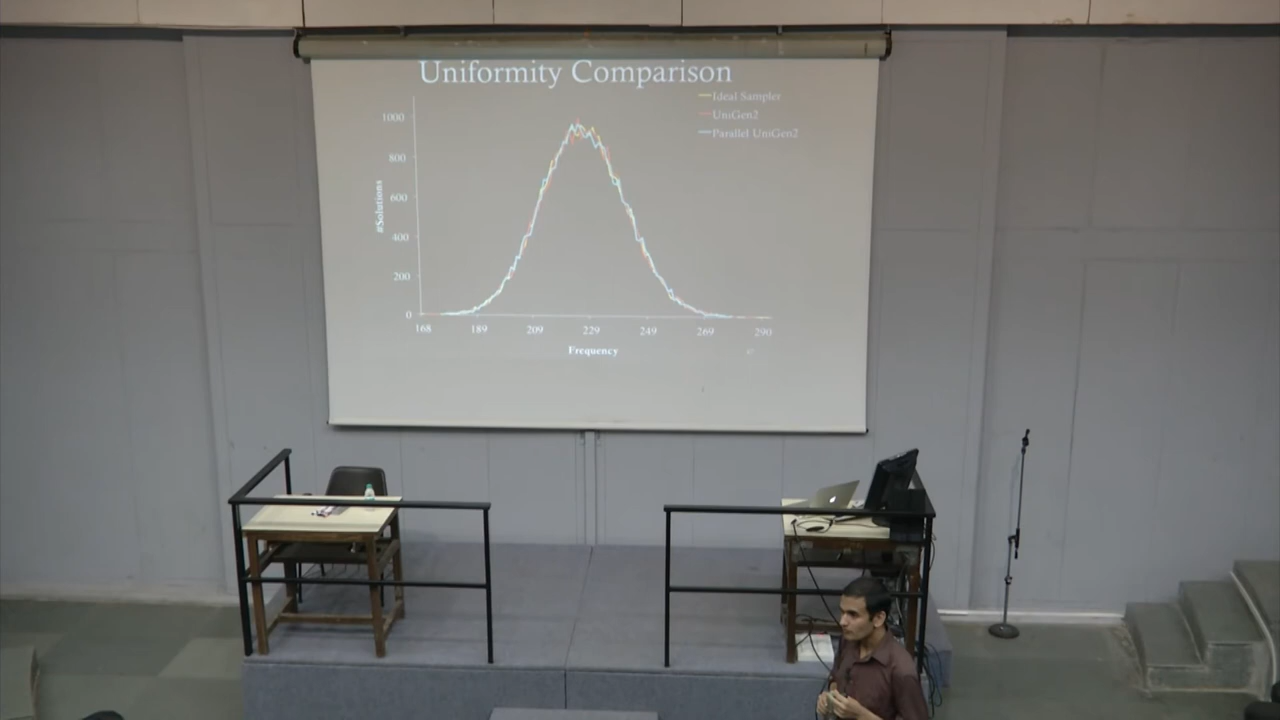 Uniformity Comparison
Ideal Sampler
UniGen2
Parallel UniGen2
1000
800
600
400
200
0
#Solutions
168 189 209 229 249 269 290
Frequency